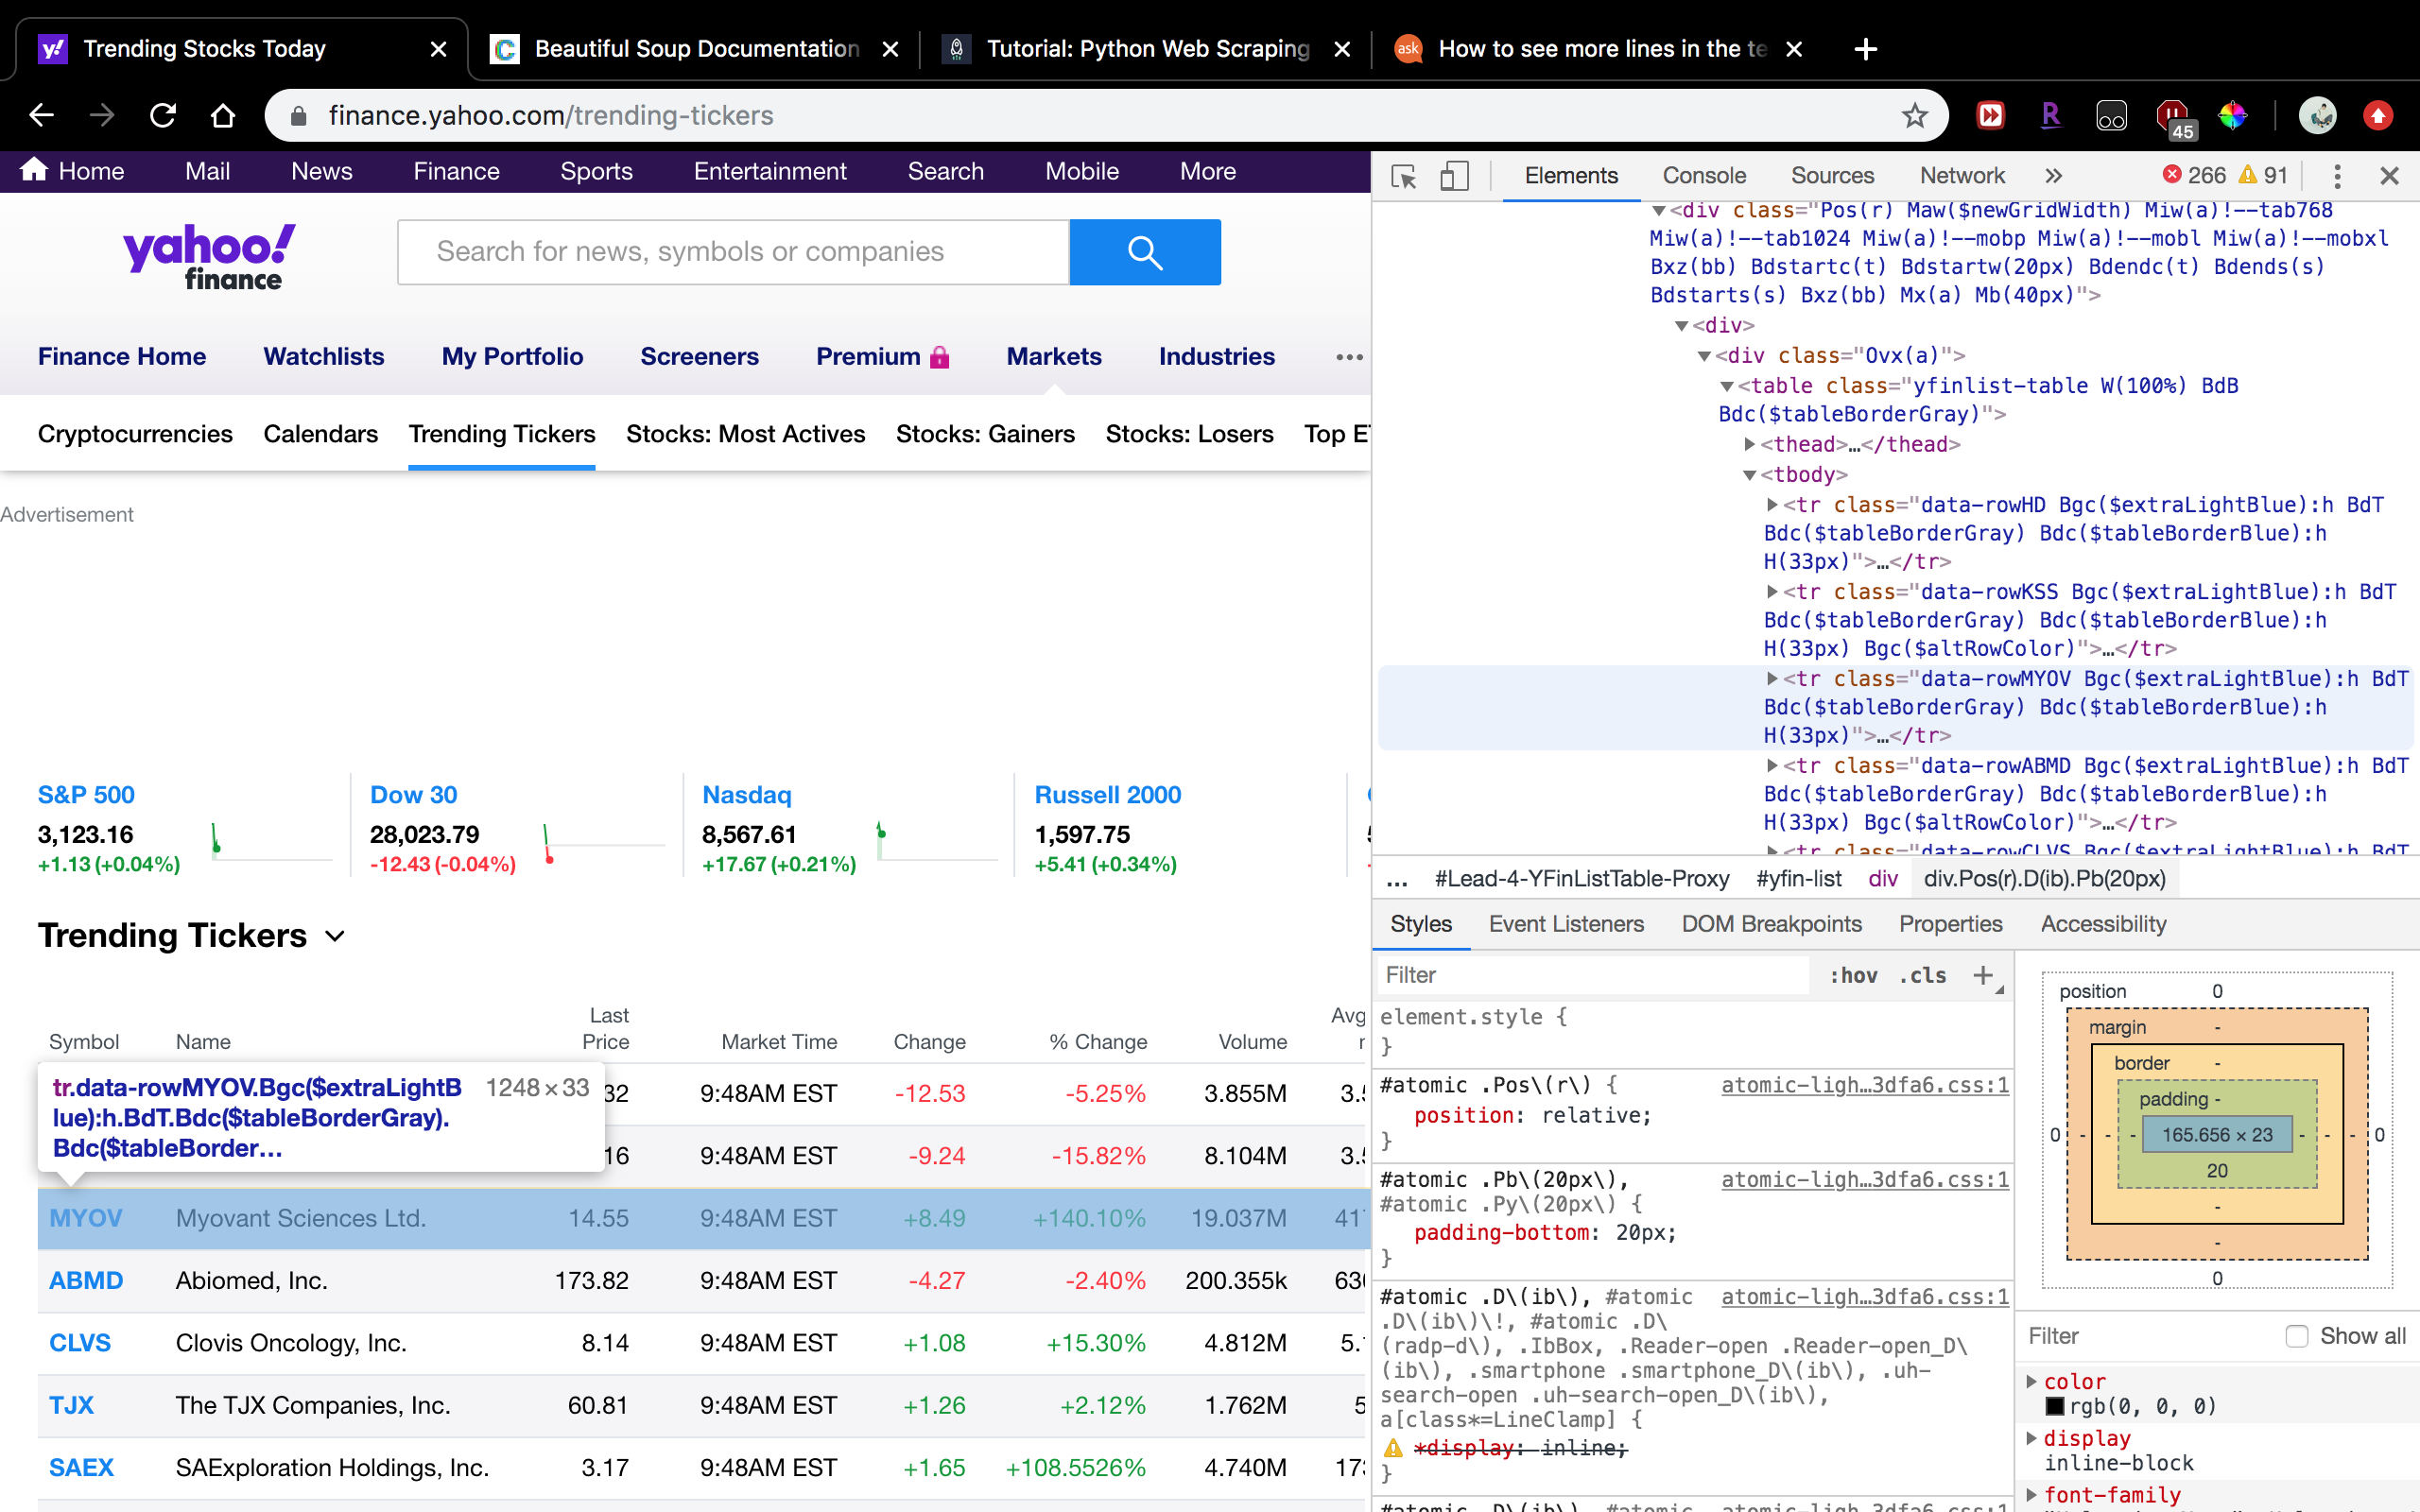 Trending Stocks Today
Beautiful Soup Documentation
Tutorial: Python Web Scraping
How to see more lines in the te
finance.yahoo.com/trending-tickers
45
Home Mail News Finance Sports Entertainment Search Mobile More
yahoo!
finance
Search for news, symbols or companies
Finance Home Watchlists My Portfolio Screeners Premium Markets Industries
Cryptocurrencies Calendars Trending Tickers Stocks: Most Actives Stocks: Gainers Stocks: Losers Top E
Advertisement
S&P 500
3,123.16
+1.13 (+0.04%)
Dow 30
28,023.79
-12.43 (-0.04%)
Nasdaq
8,567.61
+17.67 (+0.21%)
Russell 2000
1,597.75
+5.41 (+0.34%)
Trending Tickers
Symbol Name Last Price Market Time Change % Change Volume Avg
tr.data-rowMYOV.Bgc($extraLightB 1248 × 33
lue):h.BdT.Bdc($tableBorderGray).
Bdc($tableBorder...
32 9:48AM EST -12.53 -5.25% 3.855M
16 9:48AM EST -9.24 -15.82% 8.104M
MYOV Myovant Sciences Ltd. 14.55 9:48AM EST +8.49 +140.10% 19.037M
ABMD Abiomed, Inc. 173.82 9:48AM EST -4.27 -2.40% 200.355k
CLVS Clovis Oncology, Inc. 8.14 9:48AM EST +1.08 +15.30% 4.812M
TJX The TJX Companies, Inc. 60.81 9:48AM EST +1.26 +2.12% 1.762M
SAEX SAExploration Holdings, Inc. 3.17 9:48AM EST +1.65 +108.5526% 4.740M
Elements Console Sources Network » 266 91
<div class="Pos(r) Maw($newGridWidth) Miw(a)!--tab768
Miw(a)!--tab1024 Miw(a)!--mobp Miw(a)!--mobl Miw(a)!--mobxl
Bxz(bb) Bdstartc(t) Bdstartw(20px) Bdendc(t) Bdends(s)
Bdstarts(s) Bxz(bb) Mx(a) Mb(40px)">
<div>
<div class="Ovx(a)">
<table class="yfinlist-table W(100%) BdB
Bdc($tableBorderGray)">
<thead>…</thead>
<tbody>
<tr class="data-rowHD Bgc($extraLightBlue):h BdT
Bdc($tableBorderGray) Bdc($tableBorderBlue):h
H(33px)">…</tr>
<tr class="data-rowKSS Bgc($extraLightBlue):h BdT
Bdc($tableBorderGray) Bdc($tableBorderBlue):h
H(33px) Bgc($altRowColor)">…</tr>
<tr class="data-rowMYOV Bgc($extraLightBlue):h BdT
Bdc($tableBorderGray) Bdc($tableBorderBlue):h
H(33px)">…</tr>
<tr class="data-rowABMD Bgc($extraLightBlue):h BdT
Bdc($tableBorderGray) Bdc($tableBorderBlue):h
H(33px) Bgc($altRowColor)">…</tr>
<tr class="data-rowCLVS Bgc($extraLightBlue):h BdT
... #Lead-4-YFinListTable-Proxy #yfin-list div div.Pos(r).D(ib).Pb(20px)
Styles Event Listeners DOM Breakpoints Properties Accessibility
Filter :hov .cls +
element.style {
}
#atomic .Pos\(r\) { atomic-ligh…3dfa6.css:1
position: relative;
}
#atomic .Pb\(20px\), atomic-ligh…3dfa6.css:1
#atomic .Py\(20px\) {
padding-bottom: 20px;
}
#atomic .D\(ib\), #atomic atomic-ligh…3dfa6.css:1
.D\(ib\)\!, #atomic .D\
(radp-d\), .IbBox, .Reader-open .Reader-open_D\
(ib\), .smartphone .smartphone_D\(ib\), .uh-
search-open .uh-search-open_D\(ib\),
a[class*=LineClamp] {
*display: inline;
}
#atomic .D\(ib\), #atomic atomic-ligh…3dfa6.css:1
position 0
margin -
border -
padding -
0 - - - 165.656 × 23 - - - 0
20
-
-
0
Filter Show all
color
rgb(0, 0, 0)
display
inline-block
font-family